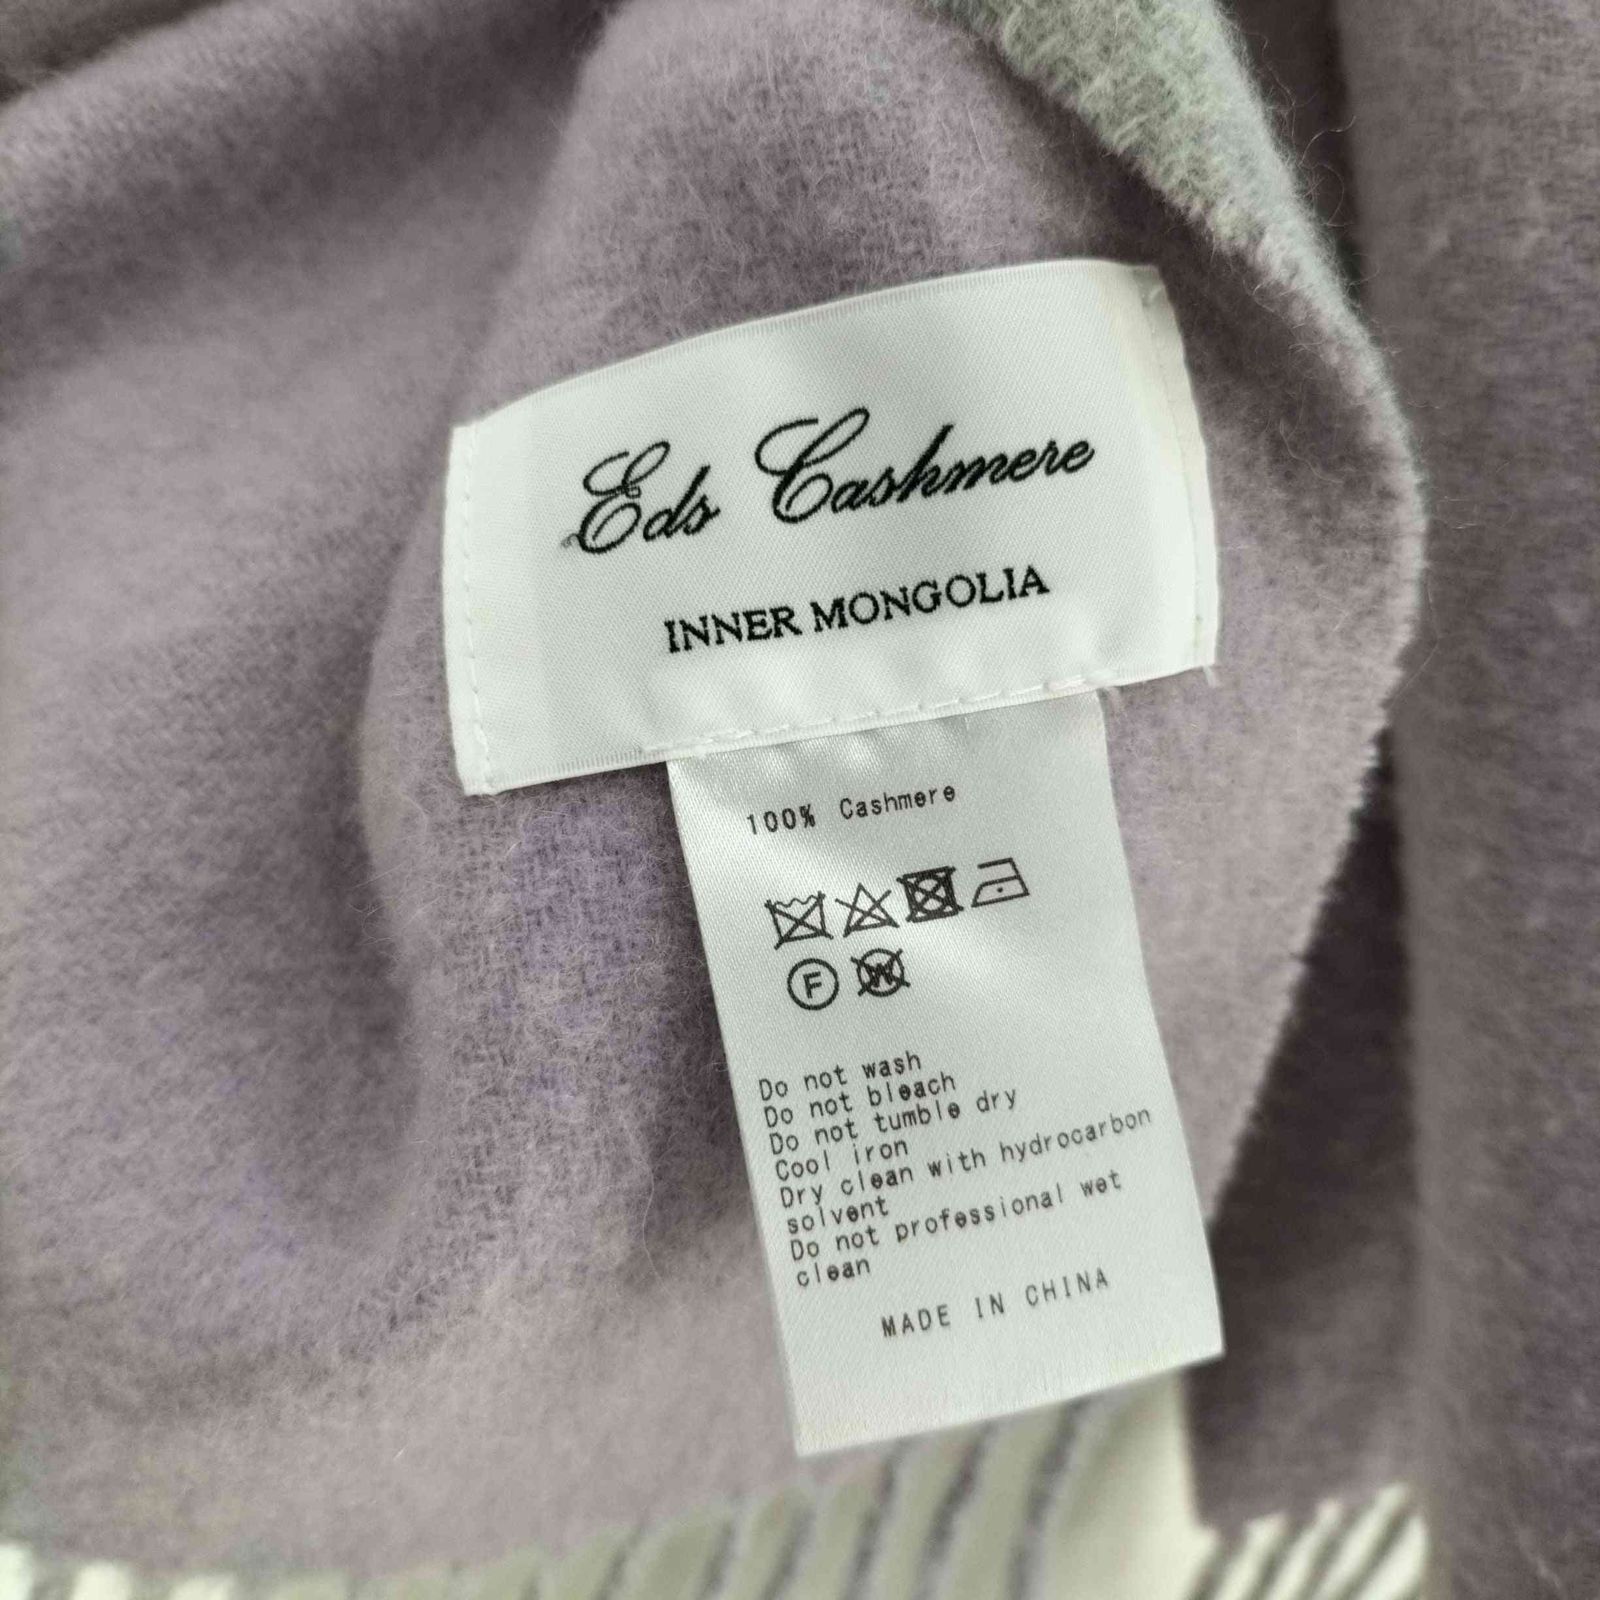 Eds Cashmere
INNER MONGOLIA
100% Cashmere
F W
Do not wash
Do not bleach
Do not tumble dry
Cool iron
Dry clean with hydrocarbon
solvent
Do not professional wet
clean
MADE IN CHINA